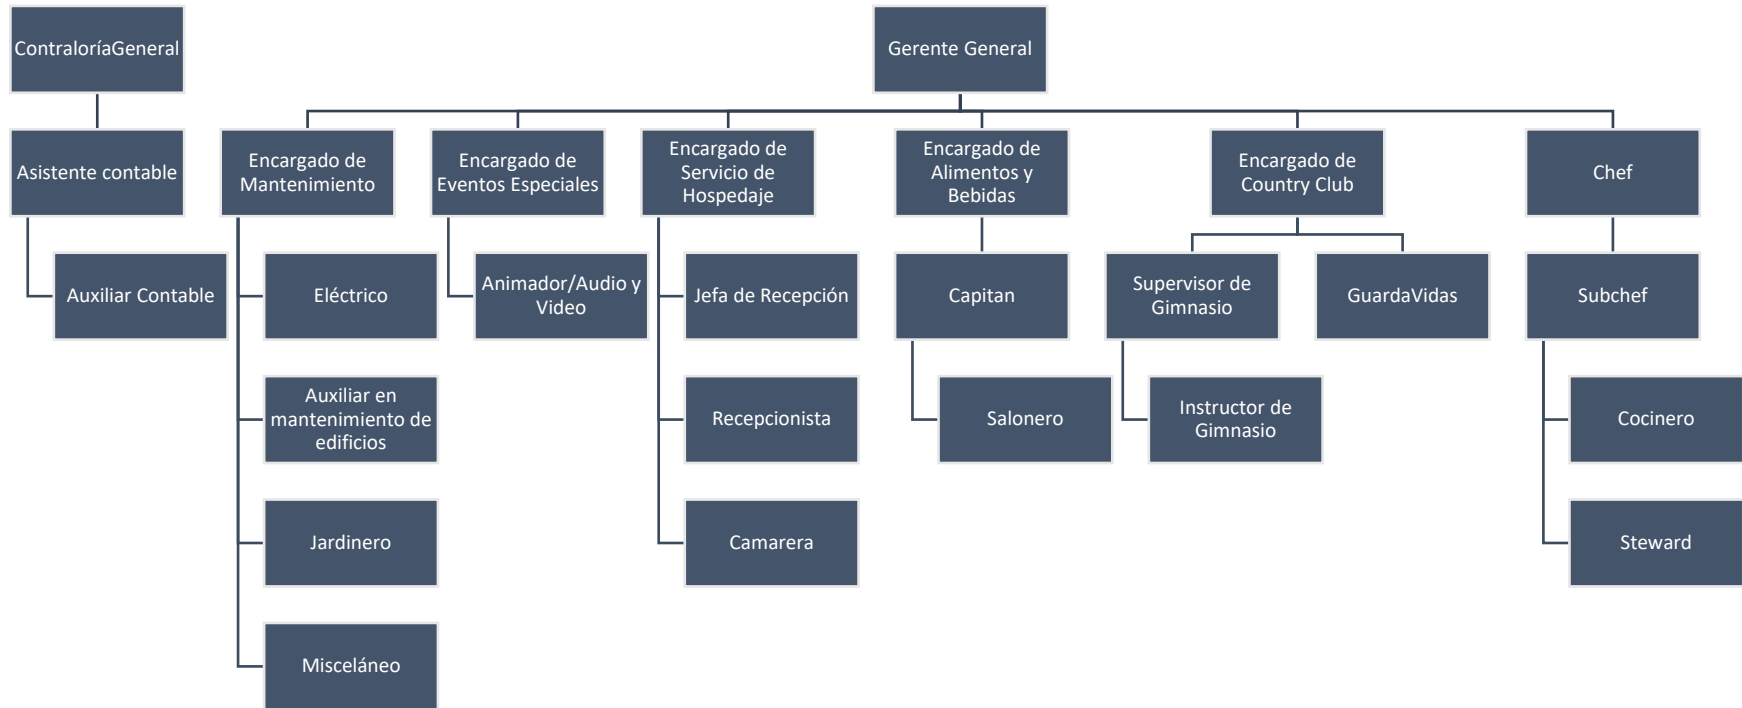 ContraloríaGeneral
Gerente General
Asistente contable
Encargado de
Mantenimiento
Encargado de
Eventos Especiales
Encargado de
Servicio de
Hospedaje
Encargado de
Alimentos y
Bebidas
Encargado de
Country Club
Chef
Auxiliar Contable
Eléctrico
Animador/Audio y
Video
Jefa de Recepción
Capitan
Supervisor de
Gimnasio
GuardaVidas
Subchef
Auxiliar en
mantenimiento de
edificios
Recepcionista
Salonero
Instructor de
Gimnasio
Cocinero
Jardinero
Camarera
Steward
Misceláneo